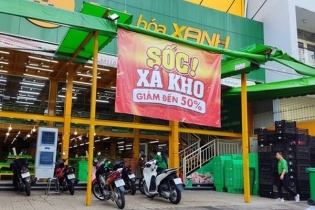 hóa XANH
SỐC!
XẢ KHO
GIẢM ĐẾN 50%